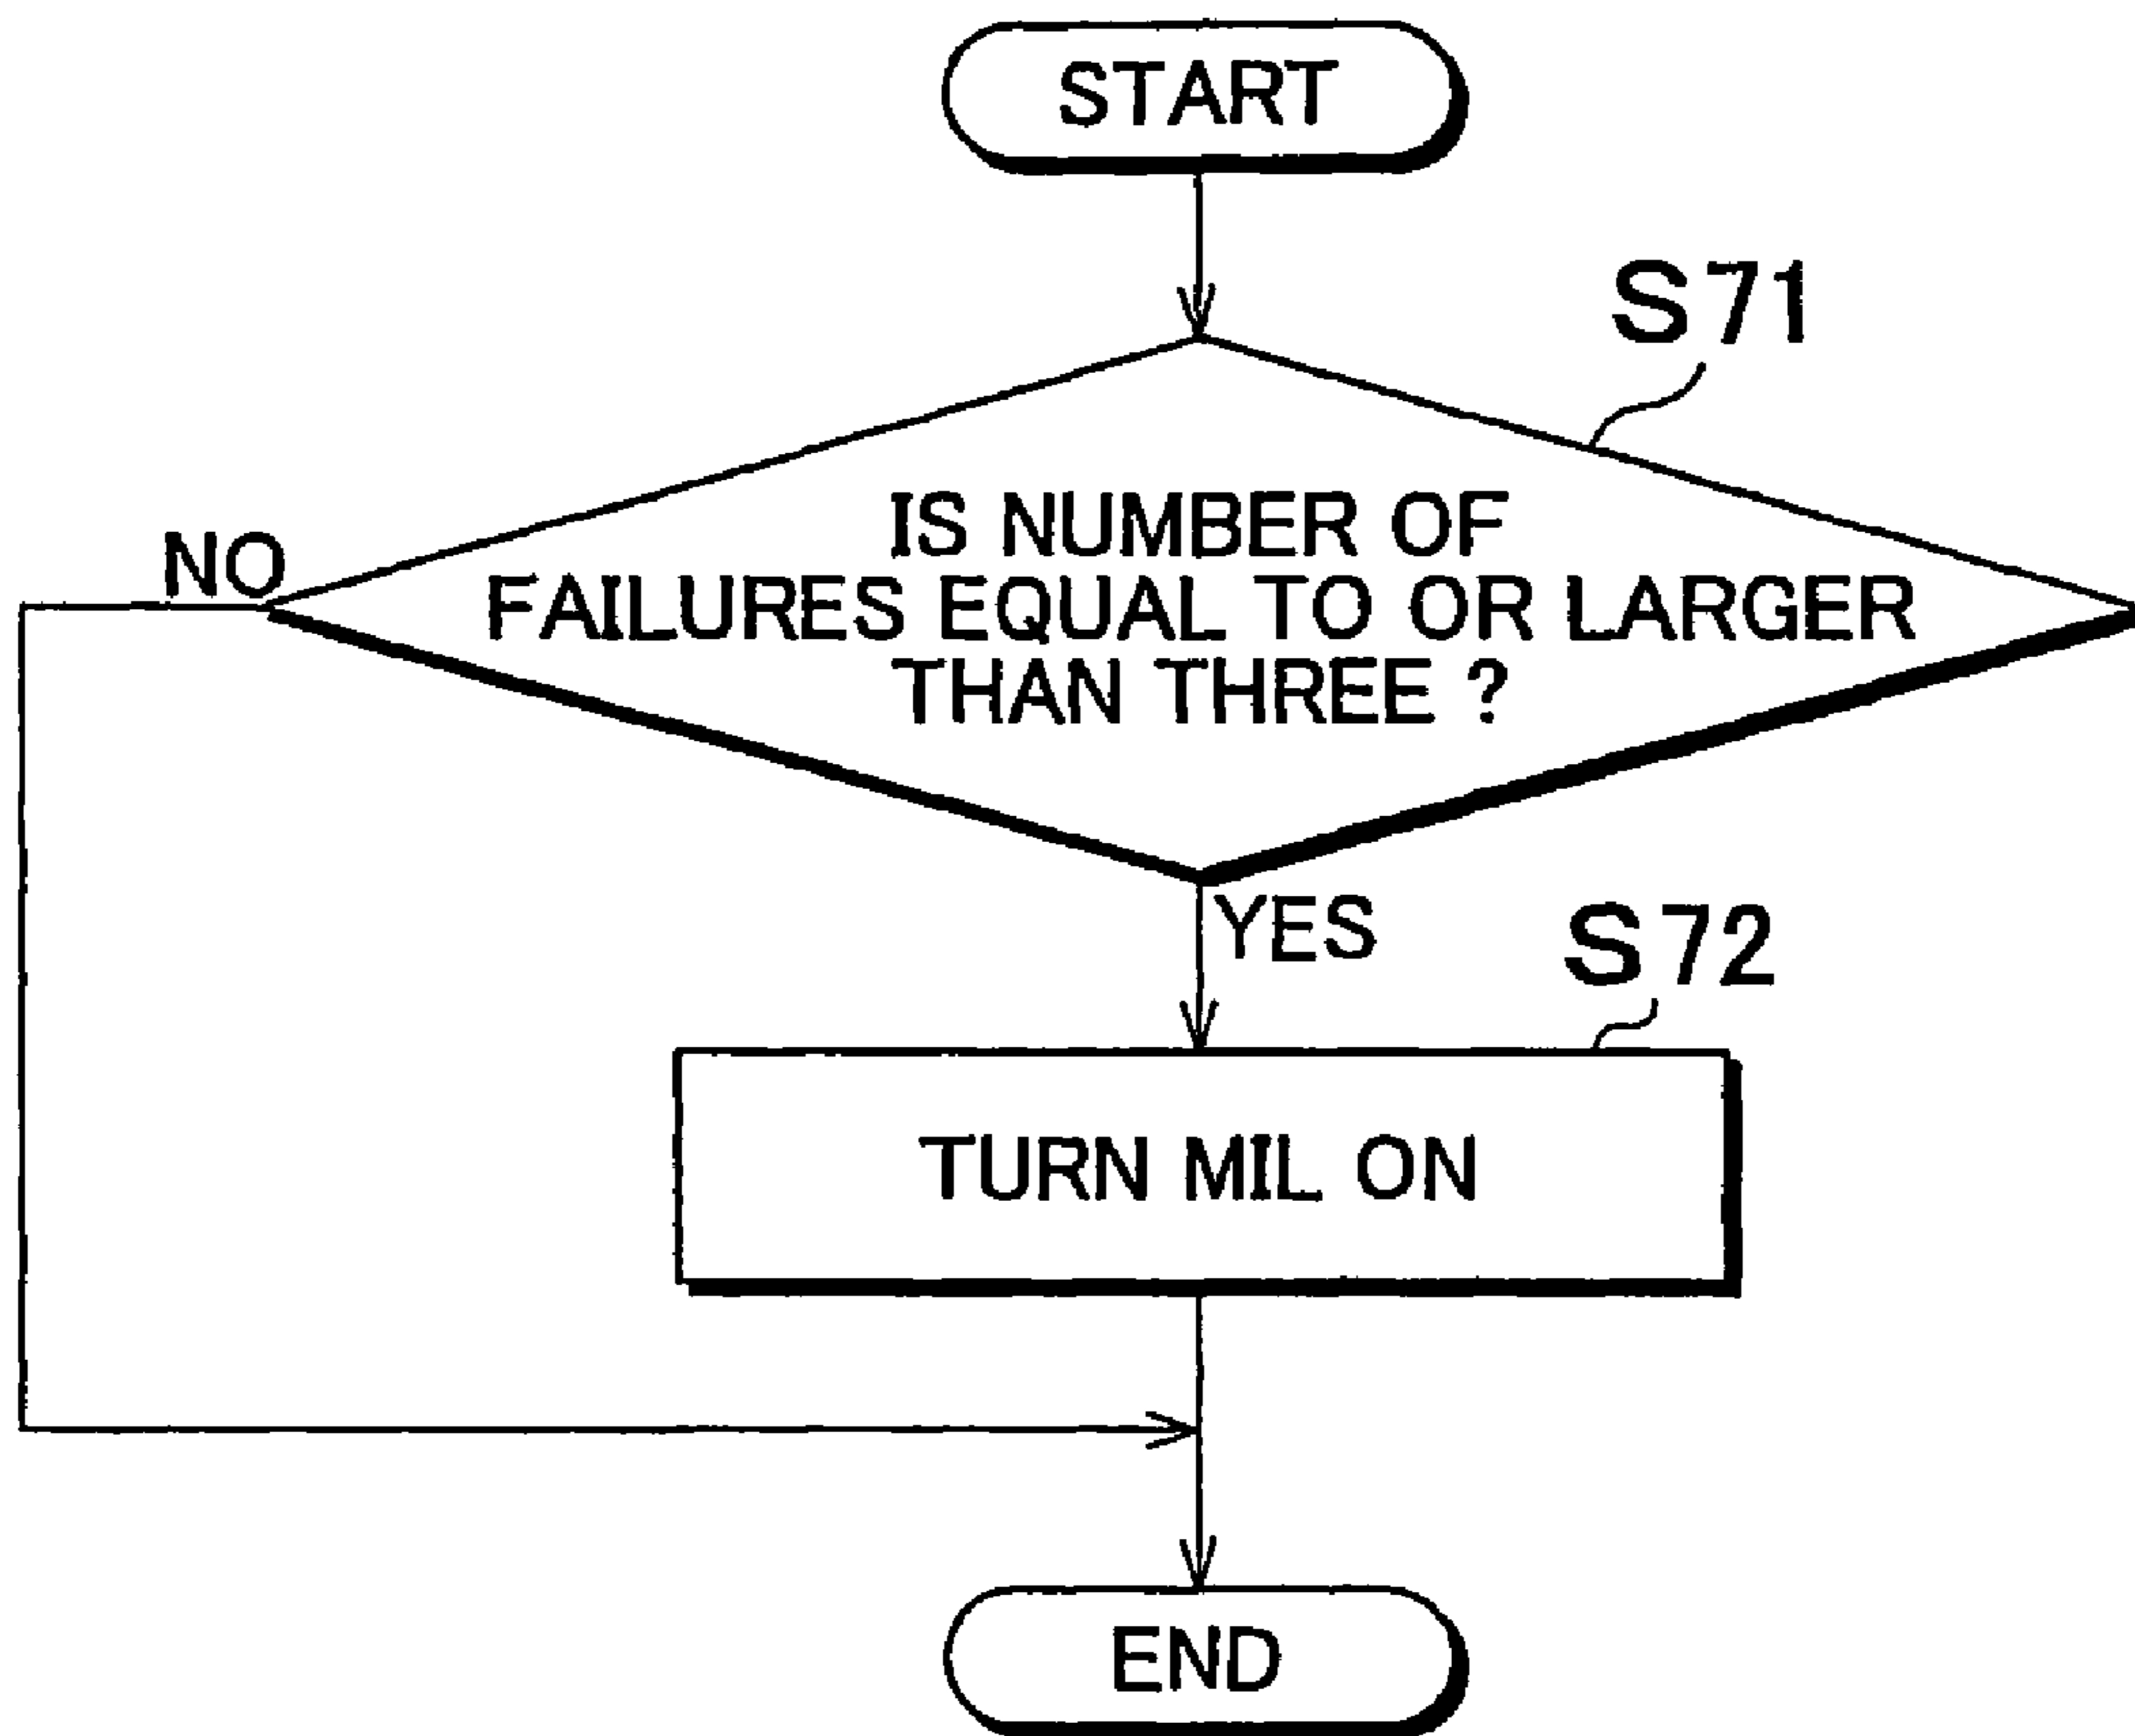 START
S71
IS NUMBER OF
NO
FAILURES EQUAL TO OR LARGER
THAN THREE ?
YES
S72
TURN MIL ON
END